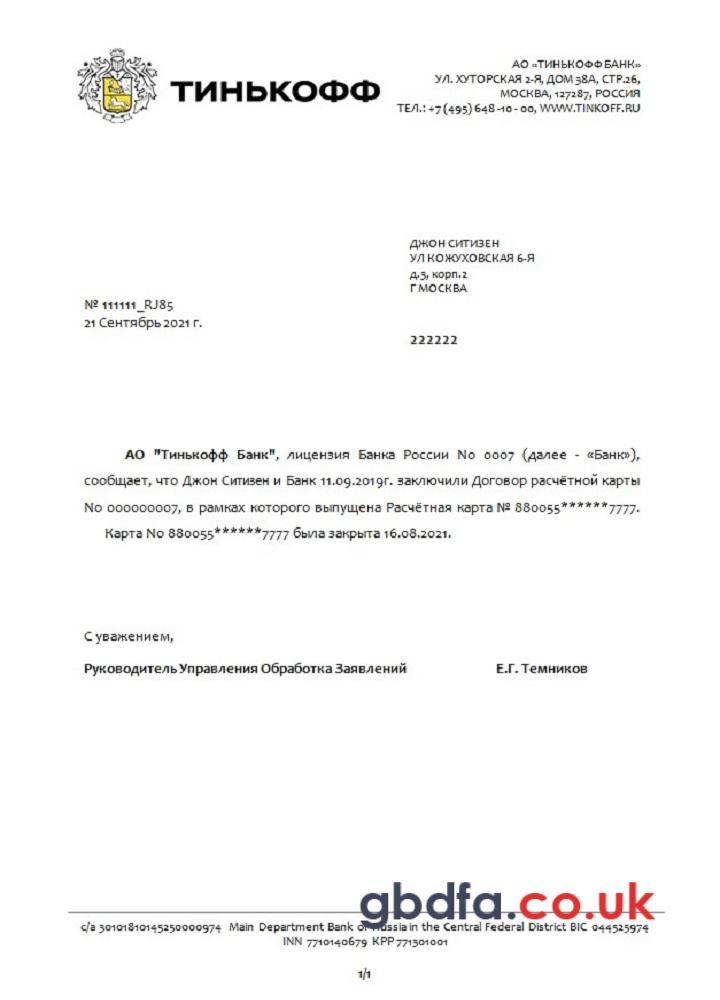 ТИНЬКОФФ
АО «ТИНЬКОФФ БАНК»
УЛ. ХУТОРСКАЯ 2-Я, ДОМ 38А, СТР.26,
МОСКВА, 127287, РОССИЯ
ТЕЛ.: +7 (495) 648 -10 - 00, WWW.TINKOFF.RU
ДЖОН СИТИЗЕН
УЛ КОЖУХОВСКАЯ 6-Я
д.3, корп.2
Г МОСКВА
№ 111111_RJ85
21 Сентябрь 2021 г.
222222
АО "Тинькофф Банк", лицензия Банка России No 0007 (далее - «Банк»),
сообщает, что Джон Ситизен и Банк 11.09.2019г. заключили Договор расчётной карты
No 000000007, в рамках которого выпущена Расчётная карта № 880055******7777.
Карта No 880055******7777 была закрыта 16.08.2021.
С уважением,
Руководитель Управления Обработка Заявлений Е.Г. Темников
gbdfa.co.uk
c/a 30101810145250000974 Main Department Bank of Russia in the Central Federal District BIC 044525974
INN 7710140679 KPP 771301001
1/1